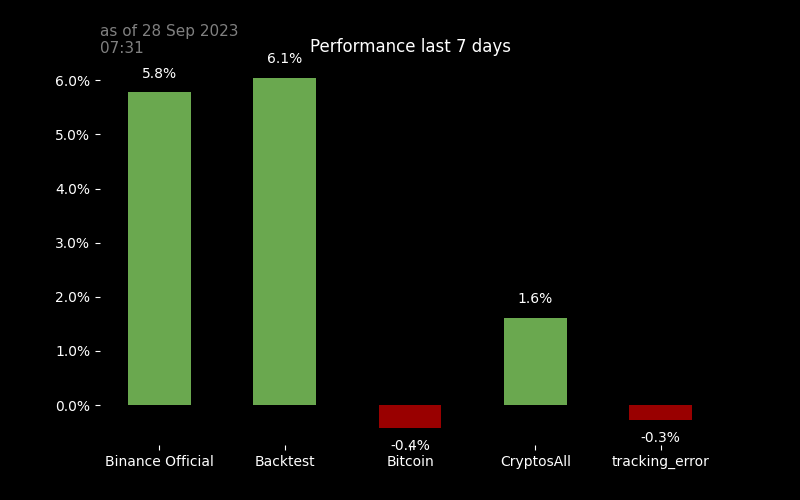 as of 28 Sep 2023
07:31
Performance last 7 days
6.0%
5.0%
4.0%
3.0%
2.0%
1.0%
0.0%
5.8%
6.1%
-0.4%
1.6%
-0.3%
Binance Official
Backtest
Bitcoin
CryptosAll
tracking_error